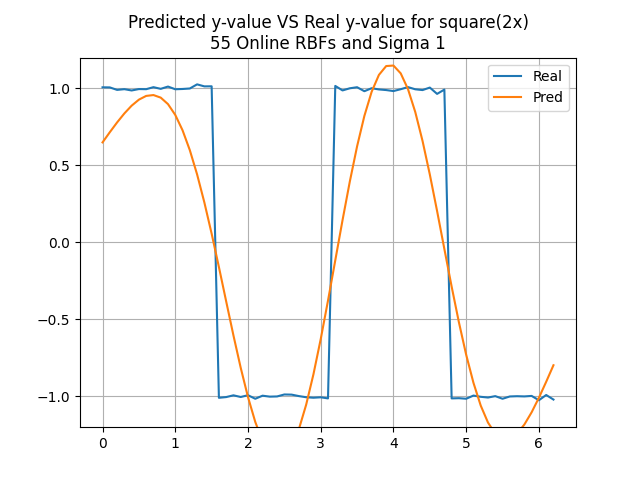 Predicted y-value VS Real y-value for square(2x)
55 Online RBFs and Sigma 1
Real
Pred
1.0
0.5
0.0
−0.5
−1.0
0 1 2 3 4 5 6